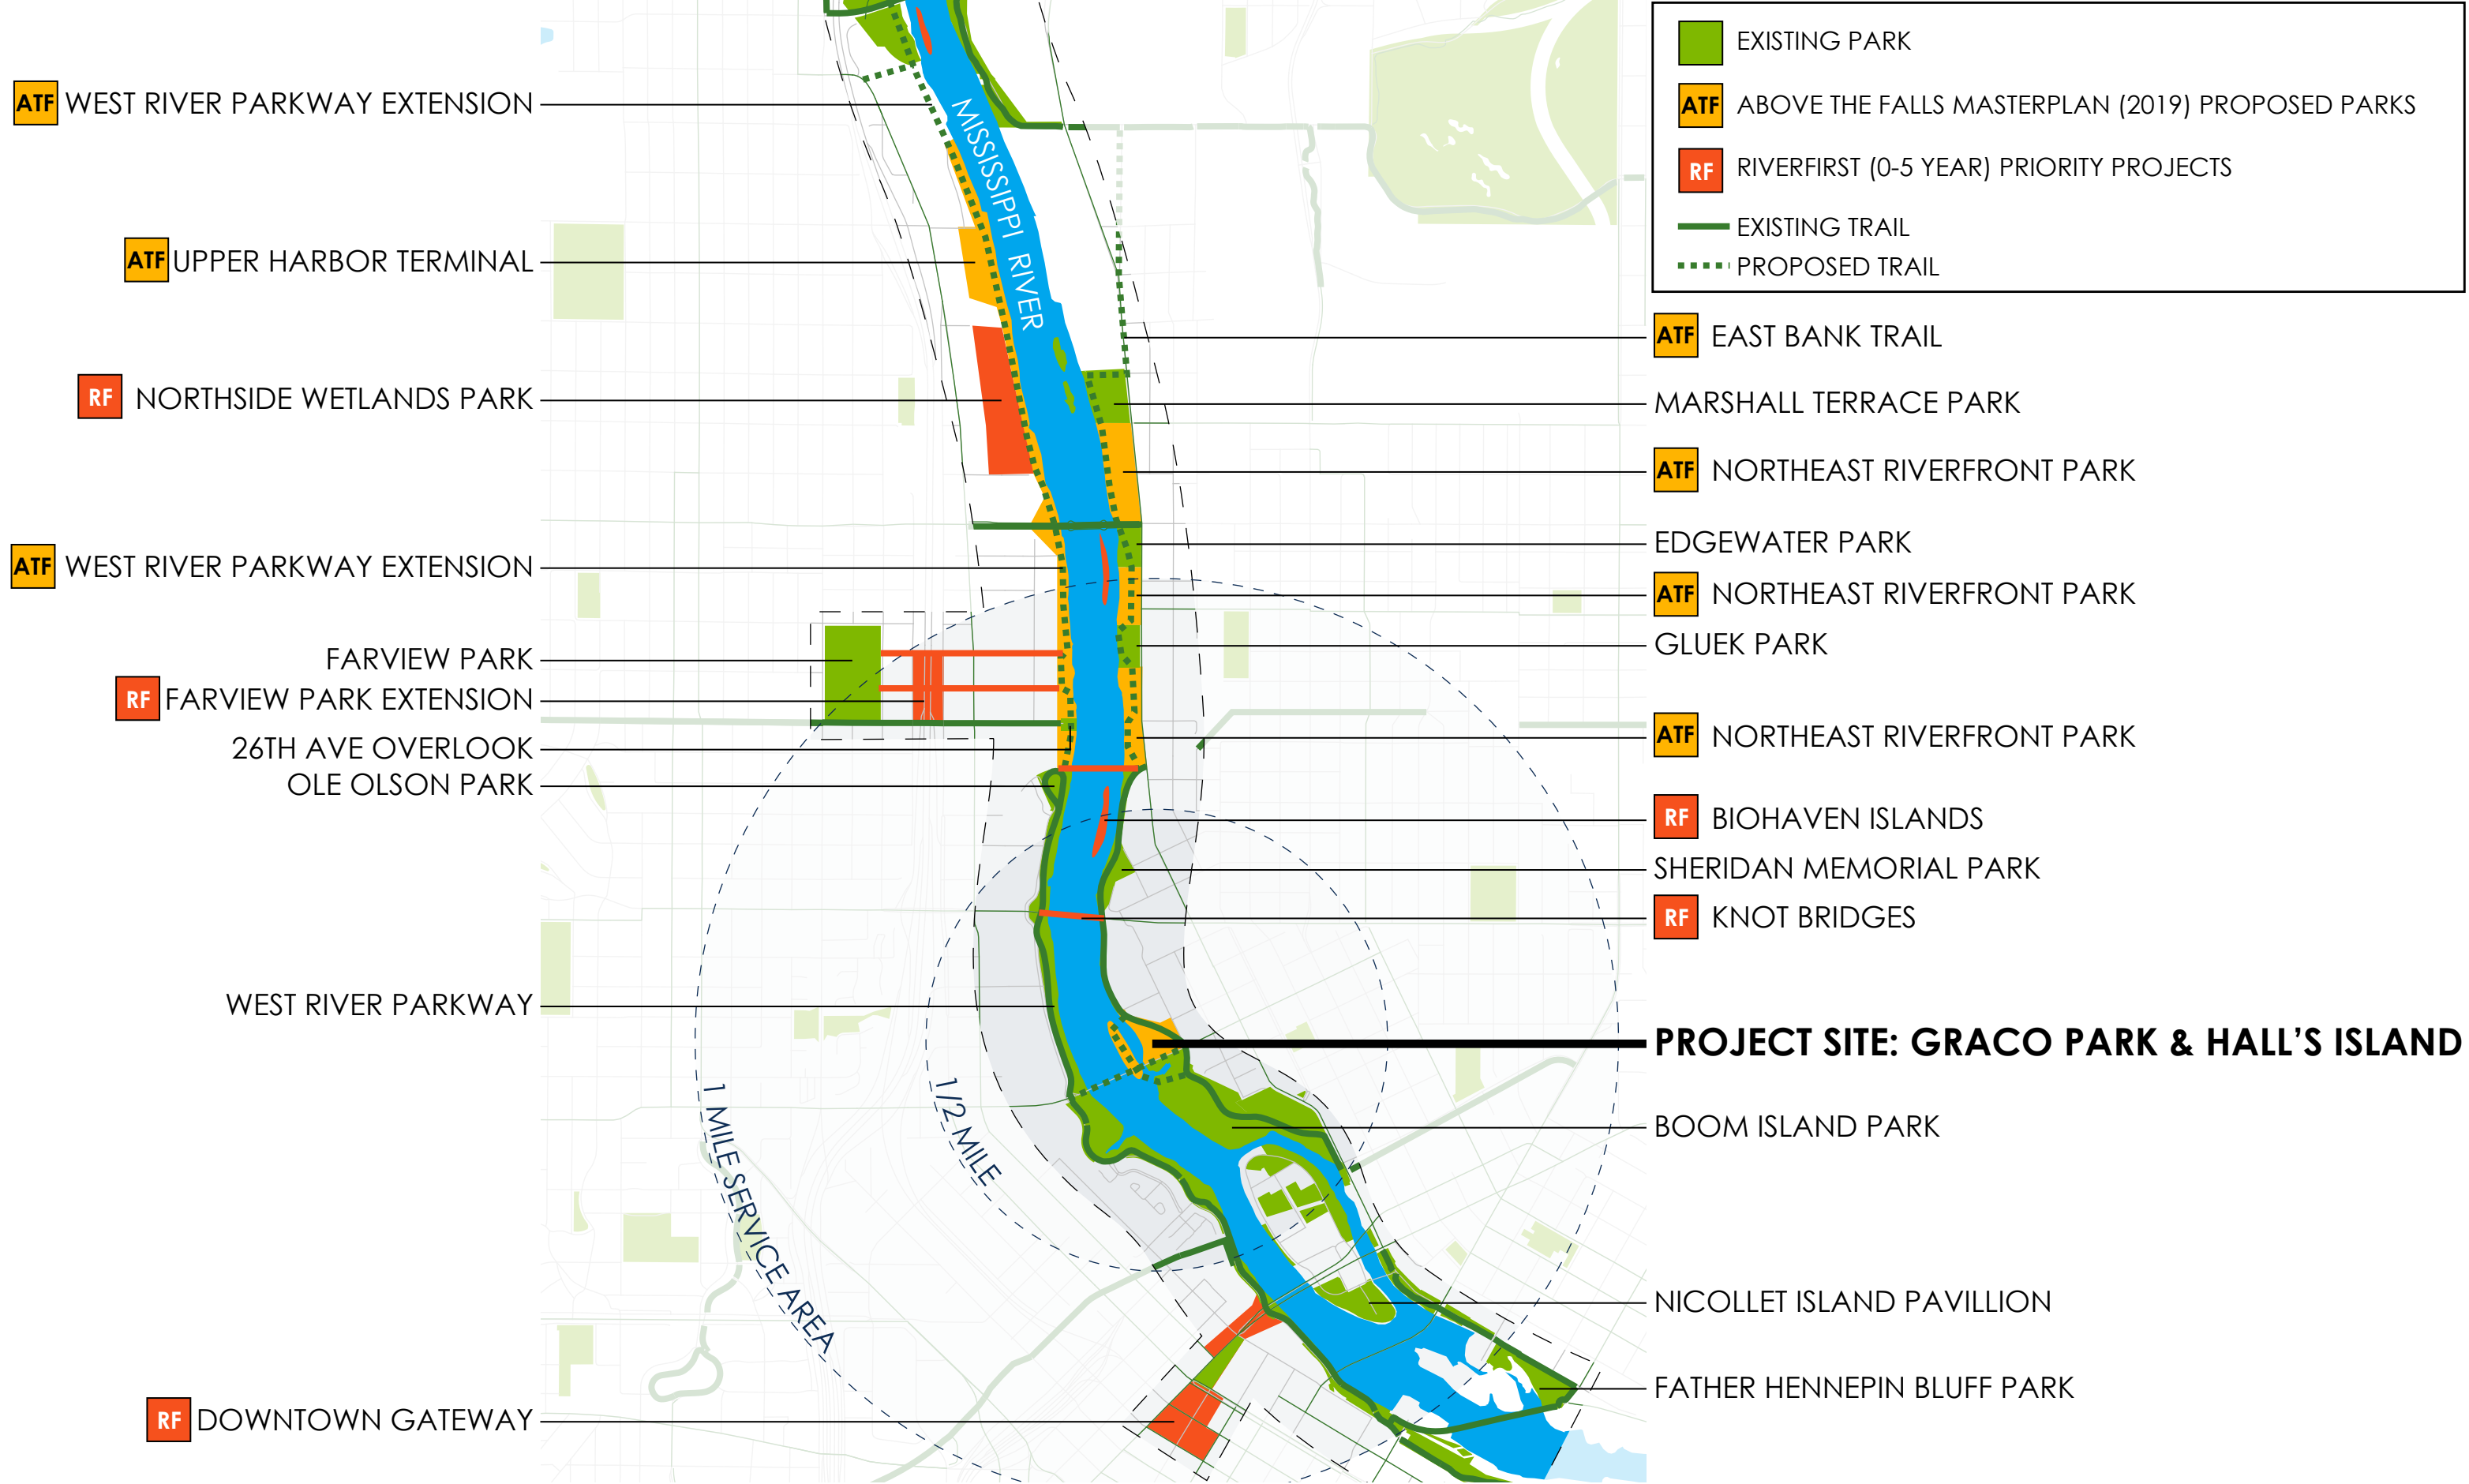 EXISTING PARK
ATF ABOVE THE FALLS MASTERPLAN (2019) PROPOSED PARKS
RF RIVERFIRST (0-5 YEAR) PRIORITY PROJECTS
EXISTING TRAIL
PROPOSED TRAIL
ATF WEST RIVER PARKWAY EXTENSION
ATF UPPER HARBOR TERMINAL
RF NORTHSIDE WETLANDS PARK
ATF WEST RIVER PARKWAY EXTENSION
FARVIEW PARK
RF FARVIEW PARK EXTENSION
26TH AVE OVERLOOK
OLE OLSON PARK
WEST RIVER PARKWAY
RF DOWNTOWN GATEWAY
MISSISSIPPI RIVER
1 MILE SERVICE AREA
1/2 MILE
ATF EAST BANK TRAIL
MARSHALL TERRACE PARK
ATF NORTHEAST RIVERFRONT PARK
EDGEWATER PARK
ATF NORTHEAST RIVERFRONT PARK
GLUEK PARK
ATF NORTHEAST RIVERFRONT PARK
RF BIOHAVEN ISLANDS
SHERIDAN MEMORIAL PARK
RF KNOT BRIDGES
PROJECT SITE: GRACO PARK & HALL'S ISLAND
BOOM ISLAND PARK
NICOLLET ISLAND PAVILLION
FATHER HENNEPIN BLUFF PARK